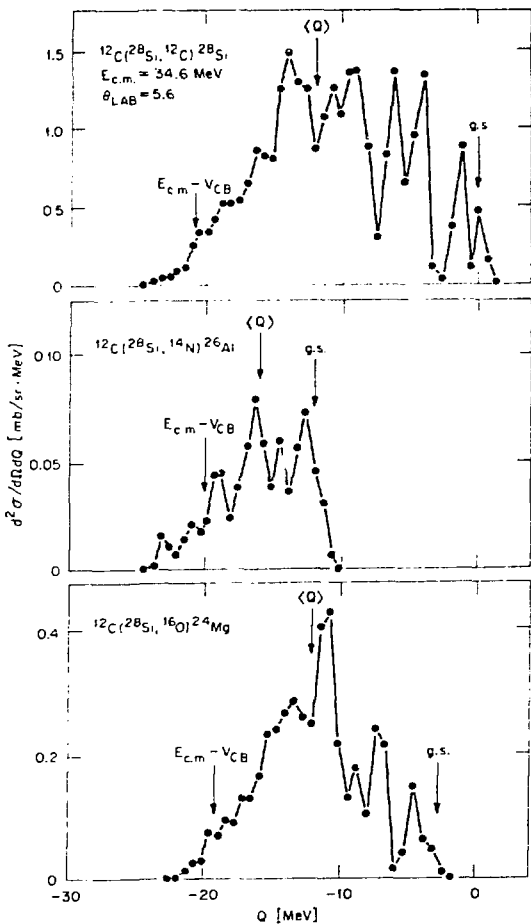 ¹²C(²⁸Si, ¹²C) ²⁸Si
E_c.m. = 34.6 MeV
θ_LAB = 5.6
⟨Q⟩
g.s.
E_c.m – V_CB
1.5
1.0
0.5
0
⟨Q⟩
¹²C(²⁸Si, ¹⁴N) ²⁶Al
g.s.
E_c.m – V_CB
0.10
0.05
0
d²σ/dΩdQ [mb/sr·MeV]
⟨Q⟩
¹²C(²⁸Si, ¹⁶O) ²⁴Mg
g.s.
E_c.m – V_CB
0.4
0.2
0
−30 −20 −10 0
Q [MeV]